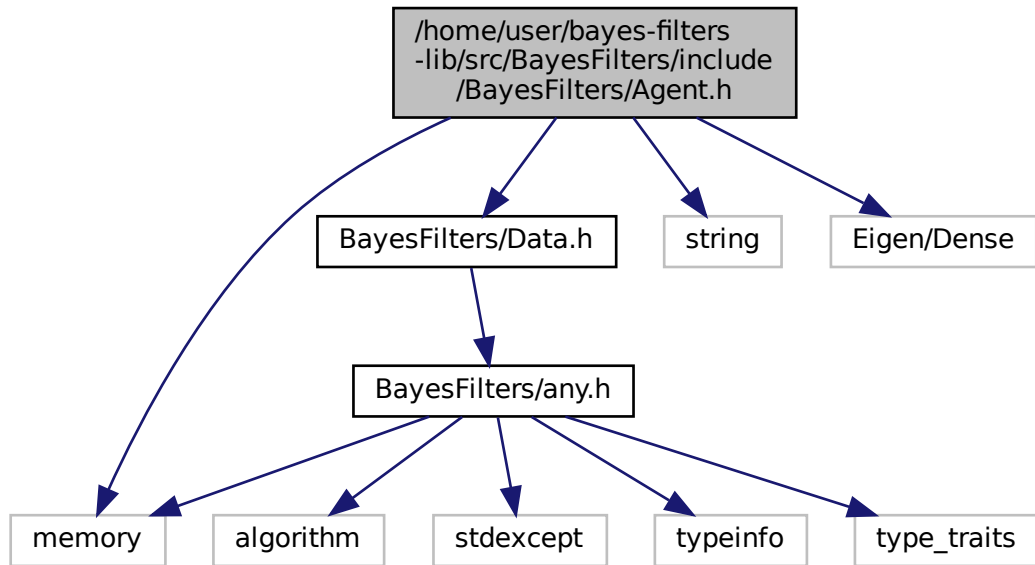 /home/user/bayes-filters
-lib/src/BayesFilters/include
/BayesFilters/Agent.h
BayesFilters/Data.h
string
Eigen/Dense
BayesFilters/any.h
memory
algorithm
stdexcept
typeinfo
type_traits